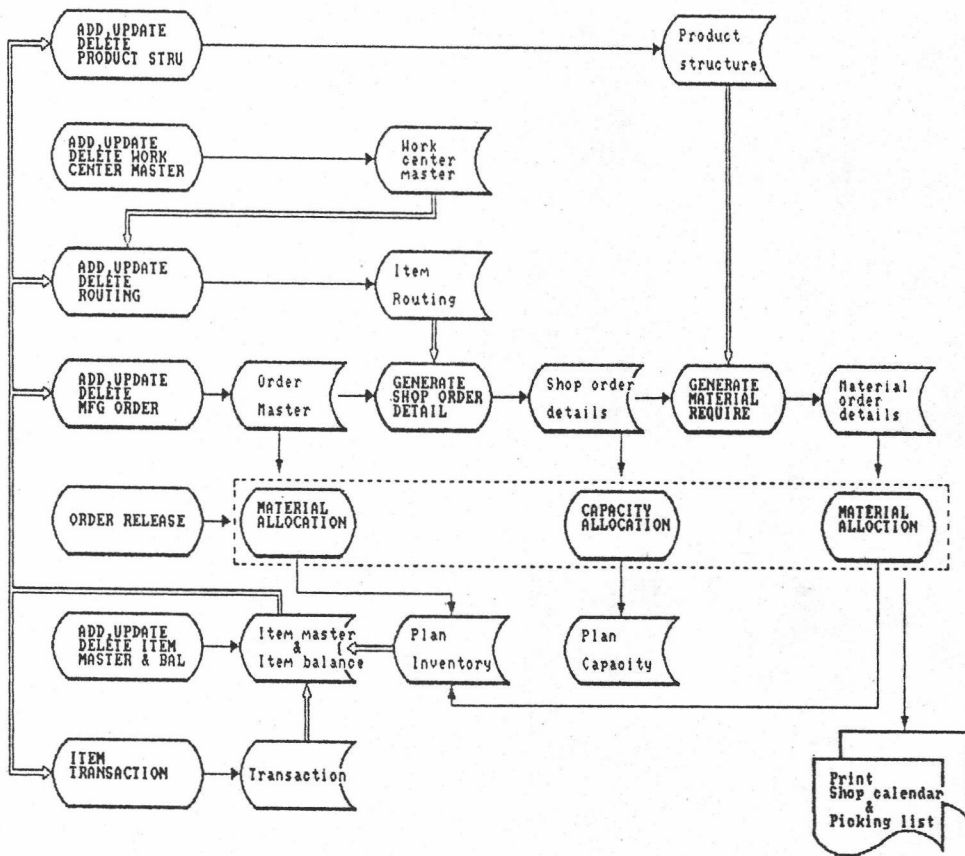 ADD,UPDATE
DELETE
PRODUCT STRU
Product
structure
ADD,UPDATE
DELETE WORK
CENTER MASTER
Work
center
master
ADD,UPDATE
DELETE
ROUTING
Item
Routing
ADD,UPDATE
DELETE
MFG ORDER
Order
Master
GENERATE
SHOP ORDER
DETAIL
Shop order
details
GENERATE
MATERIAL
REQUIRE
Material
order
details
ORDER RELEASE
MATERIAL
ALLOCATION
CAPACITY
ALLOCATION
MATERIAL
ALLOCTION
ADD,UPDATE
DELETE ITEM
MASTER & BAL
Item master
&
Item balance
Plan
Inventory
Plan
Capacity
ITEM
TRANSACTION
Transaction
Print
Shop calendar
&
Picking list